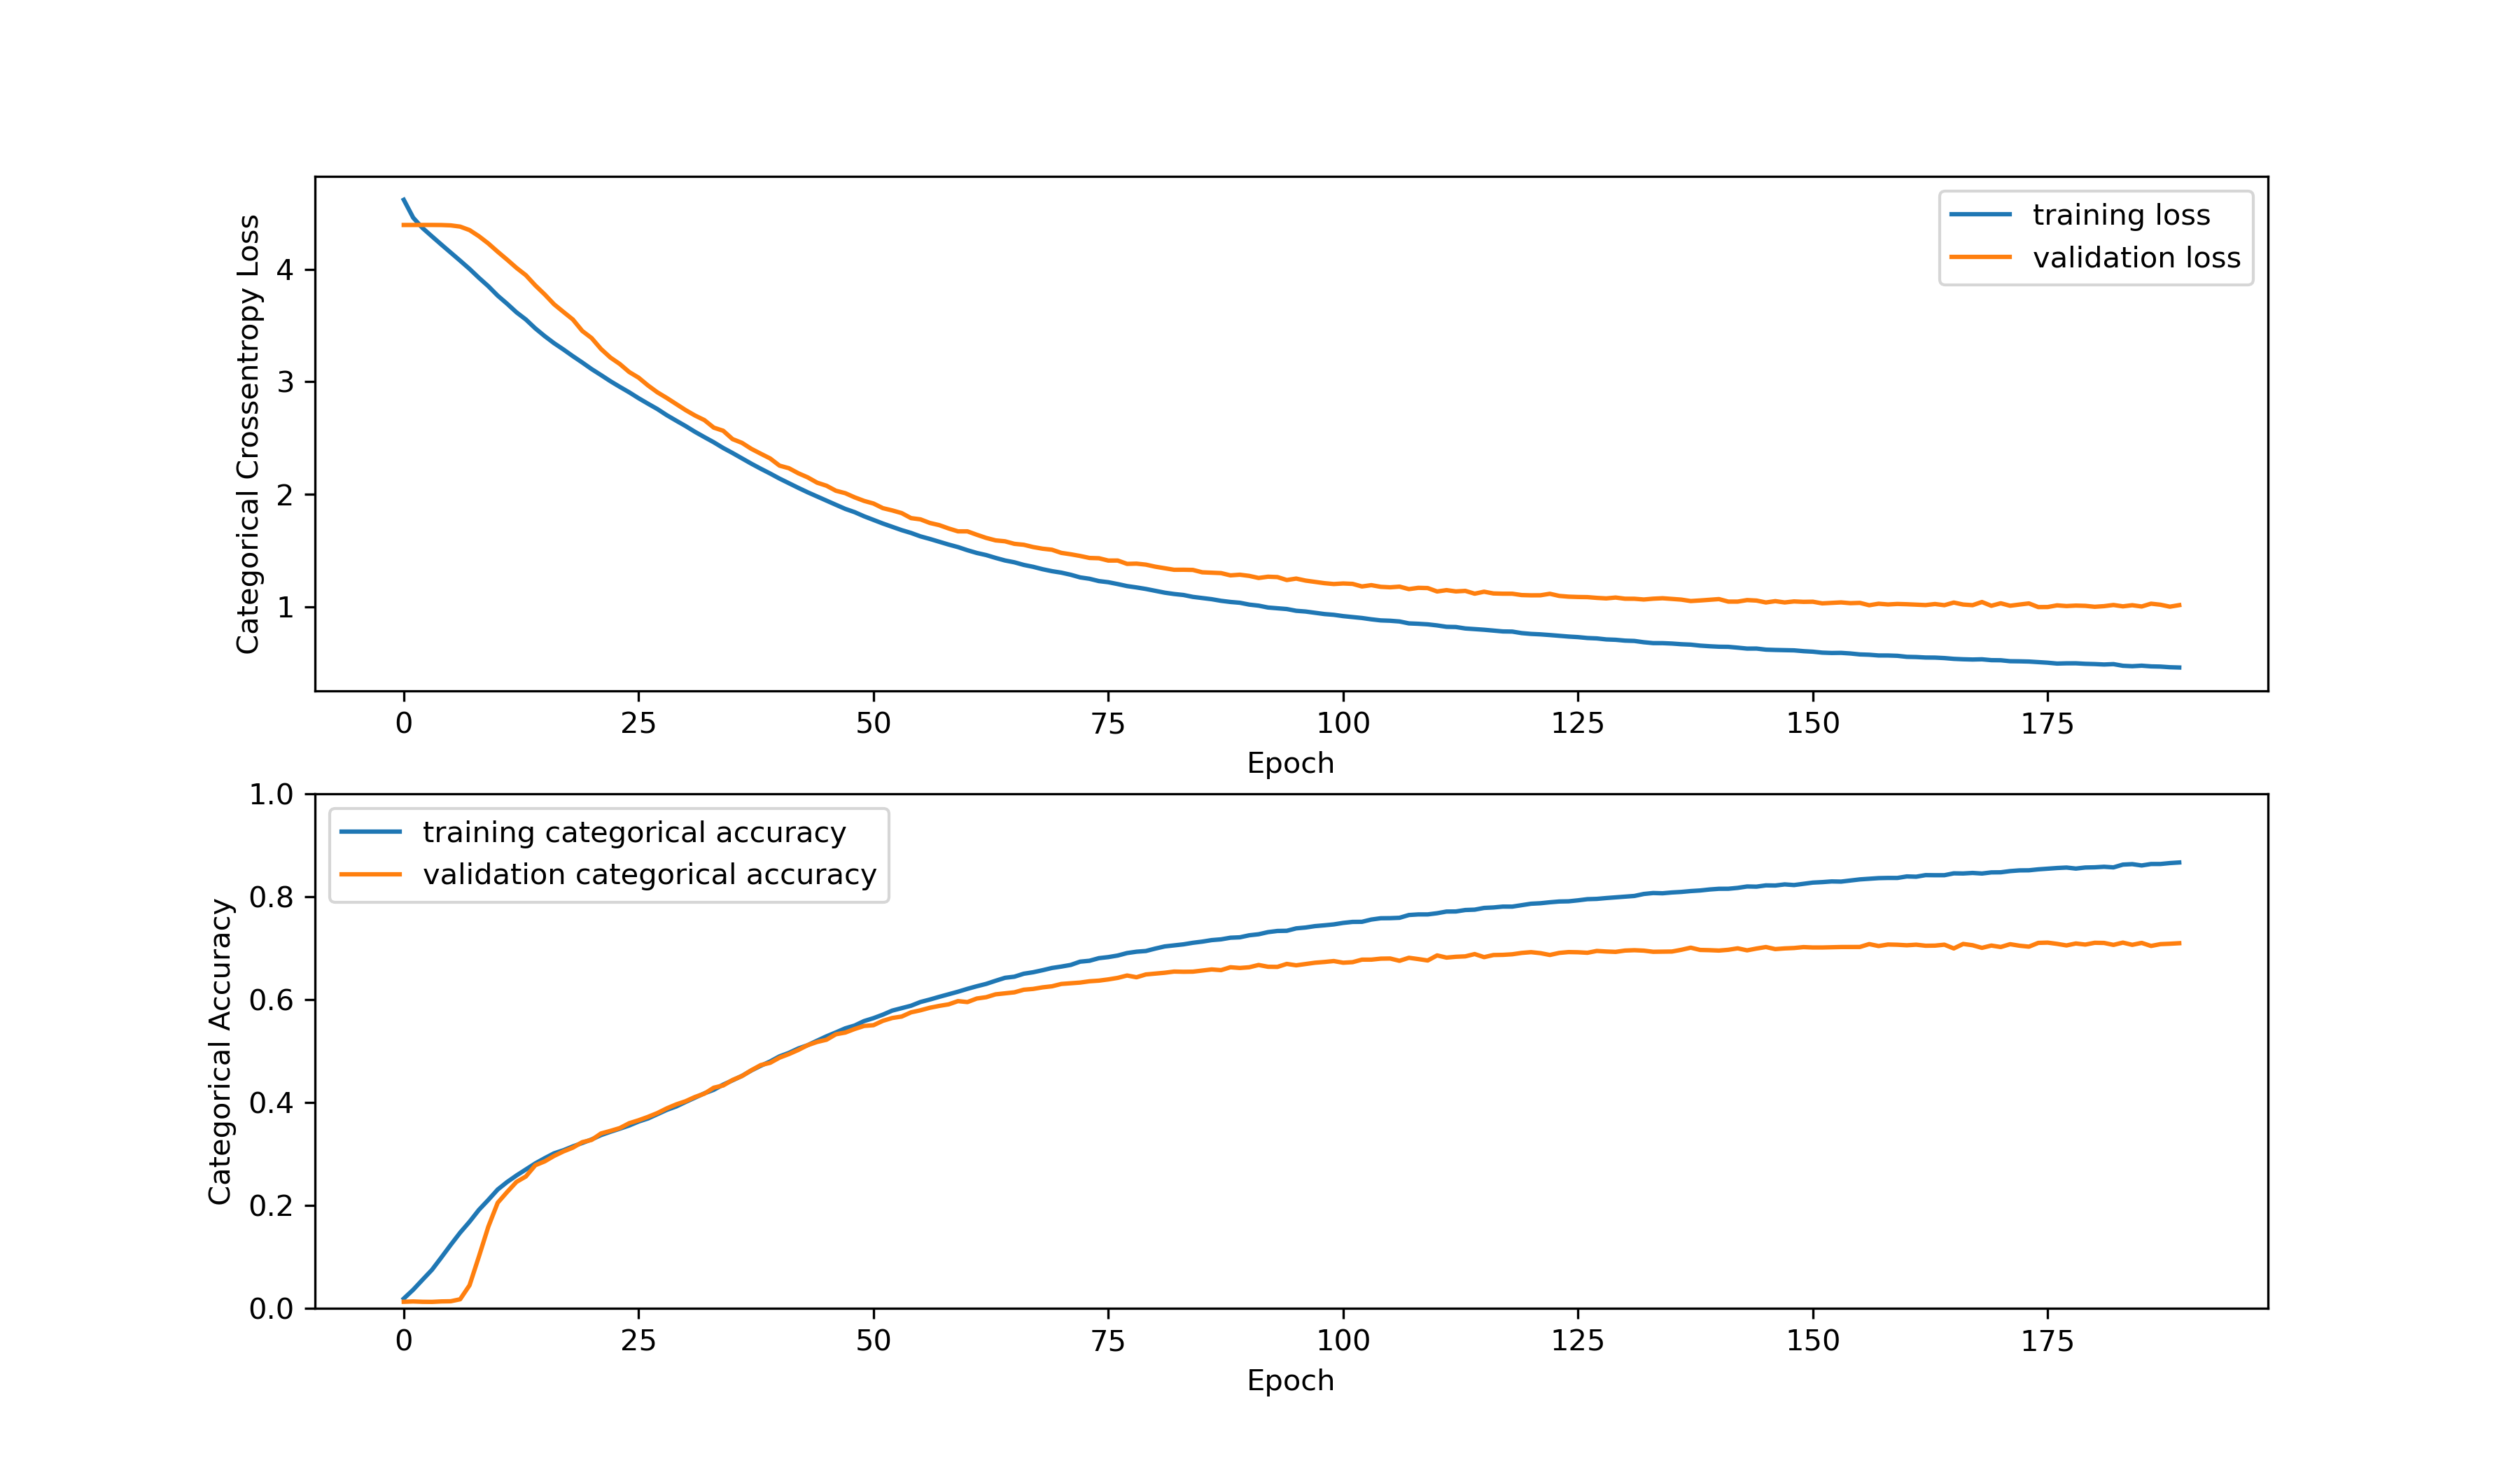 Categorical Crossentropy Loss
4
3
2
1
training loss
validation loss
0 25 50 75 100 125 150 175
Epoch
Categorical Accuracy
1.0
0.8
0.6
0.4
0.2
0.0
training categorical accuracy
validation categorical accuracy
0 25 50 75 100 125 150 175
Epoch